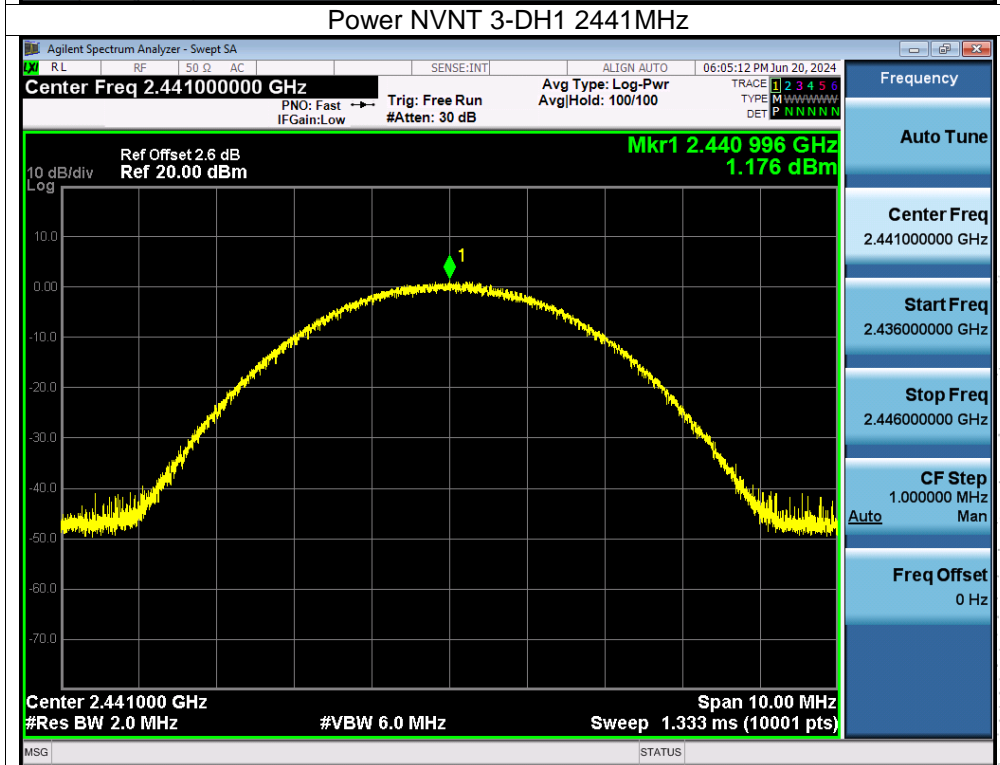 Power NVNT 3-DH1 2441MHz
Agilent Spectrum Analyzer - Swept SA
LXI RL RF 50 Ω AC SENSE:INT ALIGN AUTO 06:05:12 PM Jun 20, 2024
Center Freq 2.441000000 GHz
PNO: Fast
IFGain:Low
Trig: Free Run
#Atten: 30 dB
Avg Type: Log-Pwr
Avg|Hold: 100/100
TRACE 1 2 3 4 5 6
TYPE M WWWWW
DET P N N N N N
Mkr1 2.440 996 GHz
1.176 dBm
Ref Offset 2.6 dB
10 dB/div Ref 20.00 dBm
Log
1
10.0
0.00
-10.0
-20.0
-30.0
-40.0
-50.0
-60.0
-70.0
Center 2.441000 GHz Span 10.00 MHz
#Res BW 2.0 MHz #VBW 6.0 MHz Sweep 1.333 ms (10001 pts)
MSG STATUS
Frequency
Auto Tune
Center Freq
2.441000000 GHz
Start Freq
2.436000000 GHz
Stop Freq
2.446000000 GHz
CF Step
1.000000 MHz
Auto Man
Freq Offset
0 Hz